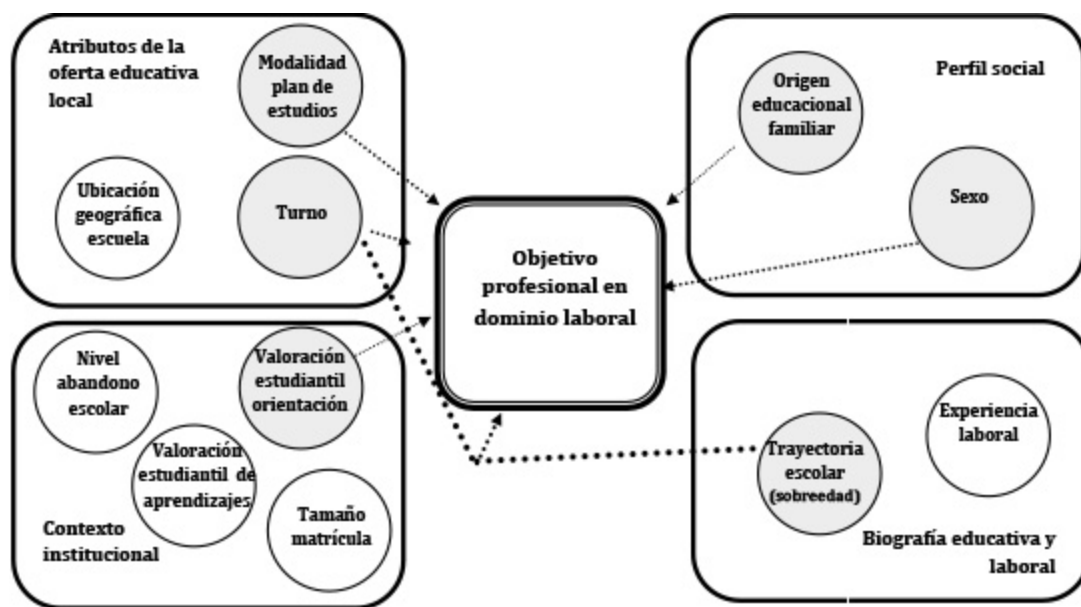 Atributos de la
oferta educativa
local
Modalidad
plan de
estudios
Ubicación
geográfica
escuela
Turno
Origen
educacional
familiar
Perfil social
Sexo
Objetivo
profesional en
dominio laboral
Nivel
abandono
escolar
Valoración
estudiantil
orientación
Valoración
estudiantil de
aprendizajes
Tamaño
matrícula
Contexto
institucional
Experiencia
laboral
Trayectoria
escolar
(sobreedad)
Biografía educativa y
laboral